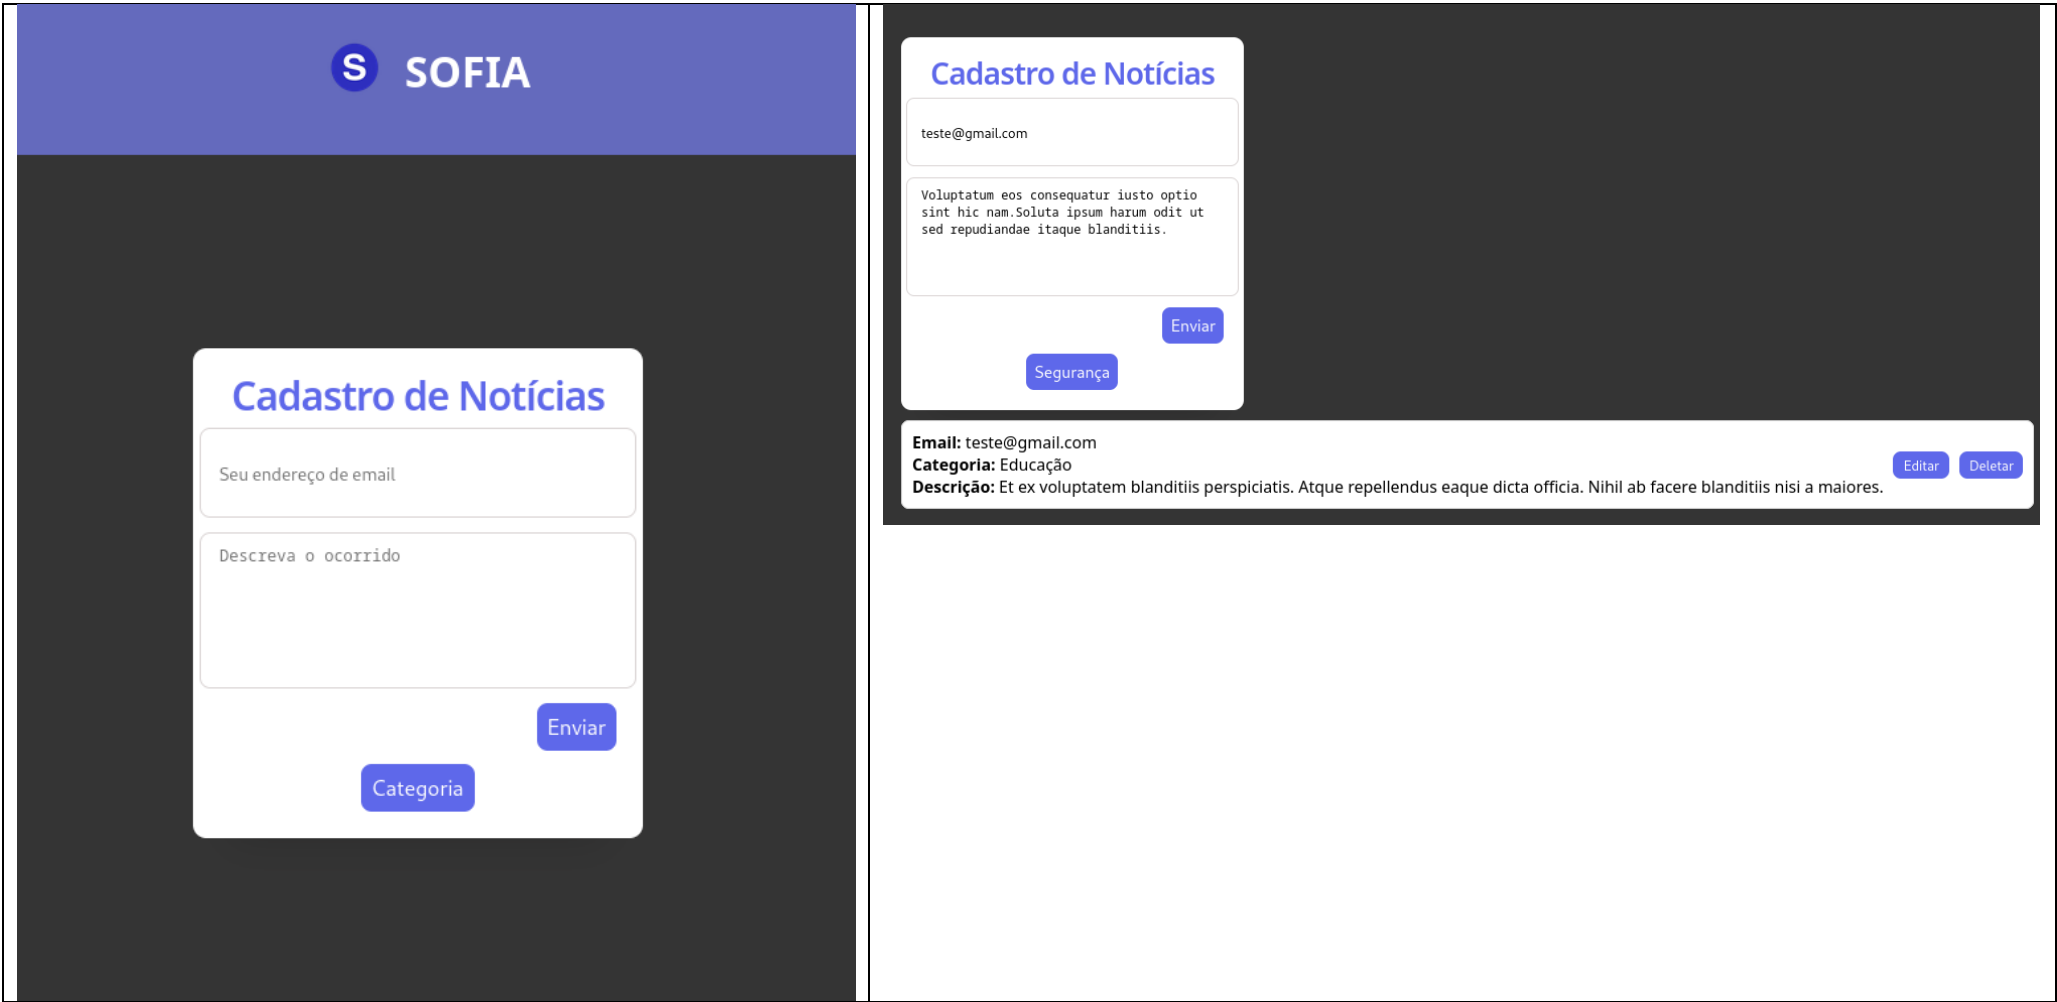 S SOFIA
Cadastro de Notícias
Seu endereço de email
Descreva o ocorrido
Enviar
Categoria
Cadastro de Notícias
teste@gmail.com
Voluptatum eos consequatur iusto optio
sint hic nam.Soluta ipsum harum odit ut
sed repudiandae itaque blanditiis.
Enviar
Segurança
Email: teste@gmail.com
Categoria: Educação
Descrição: Et ex voluptatem blanditiis perspiciatis. Atque repellendus eaque dicta officia. Nihil ab facere blanditiis nisi a maiores.
Editar Deletar